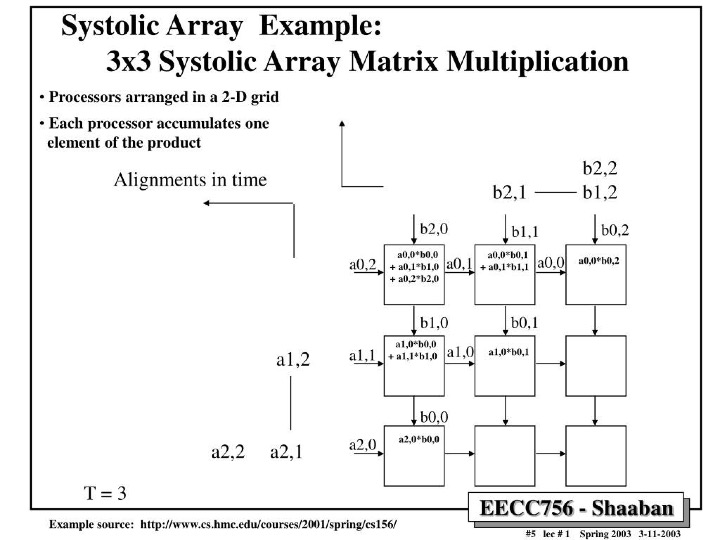 Systolic Array Example:
3x3 Systolic Array Matrix Multiplication
• Processors arranged in a 2-D grid
• Each processor accumulates one
element of the product
Alignments in time
b2,2
b2,1 b1,2
b2,0 b1,1 b0,2
a0,2
a0,0*b0,0
+ a0,1*b1,0
+ a0,2*b2,0
a0,1
a0,0*b0,1
+ a0,1*b1,1
a0,0
a0,0*b0,2
b1,0 b0,1
a1,2
a1,1
a1,0*b0,0
+ a1,1*b1,0
a1,0
a1,0*b0,1
b0,0
a2,2 a2,1
a2,0
a2,0*b0,0
T = 3
EECC756 - Shaaban
Example source: http://www.cs.hmc.edu/courses/2001/spring/cs156/
#5 lec # 1 Spring 2003 3-11-2003